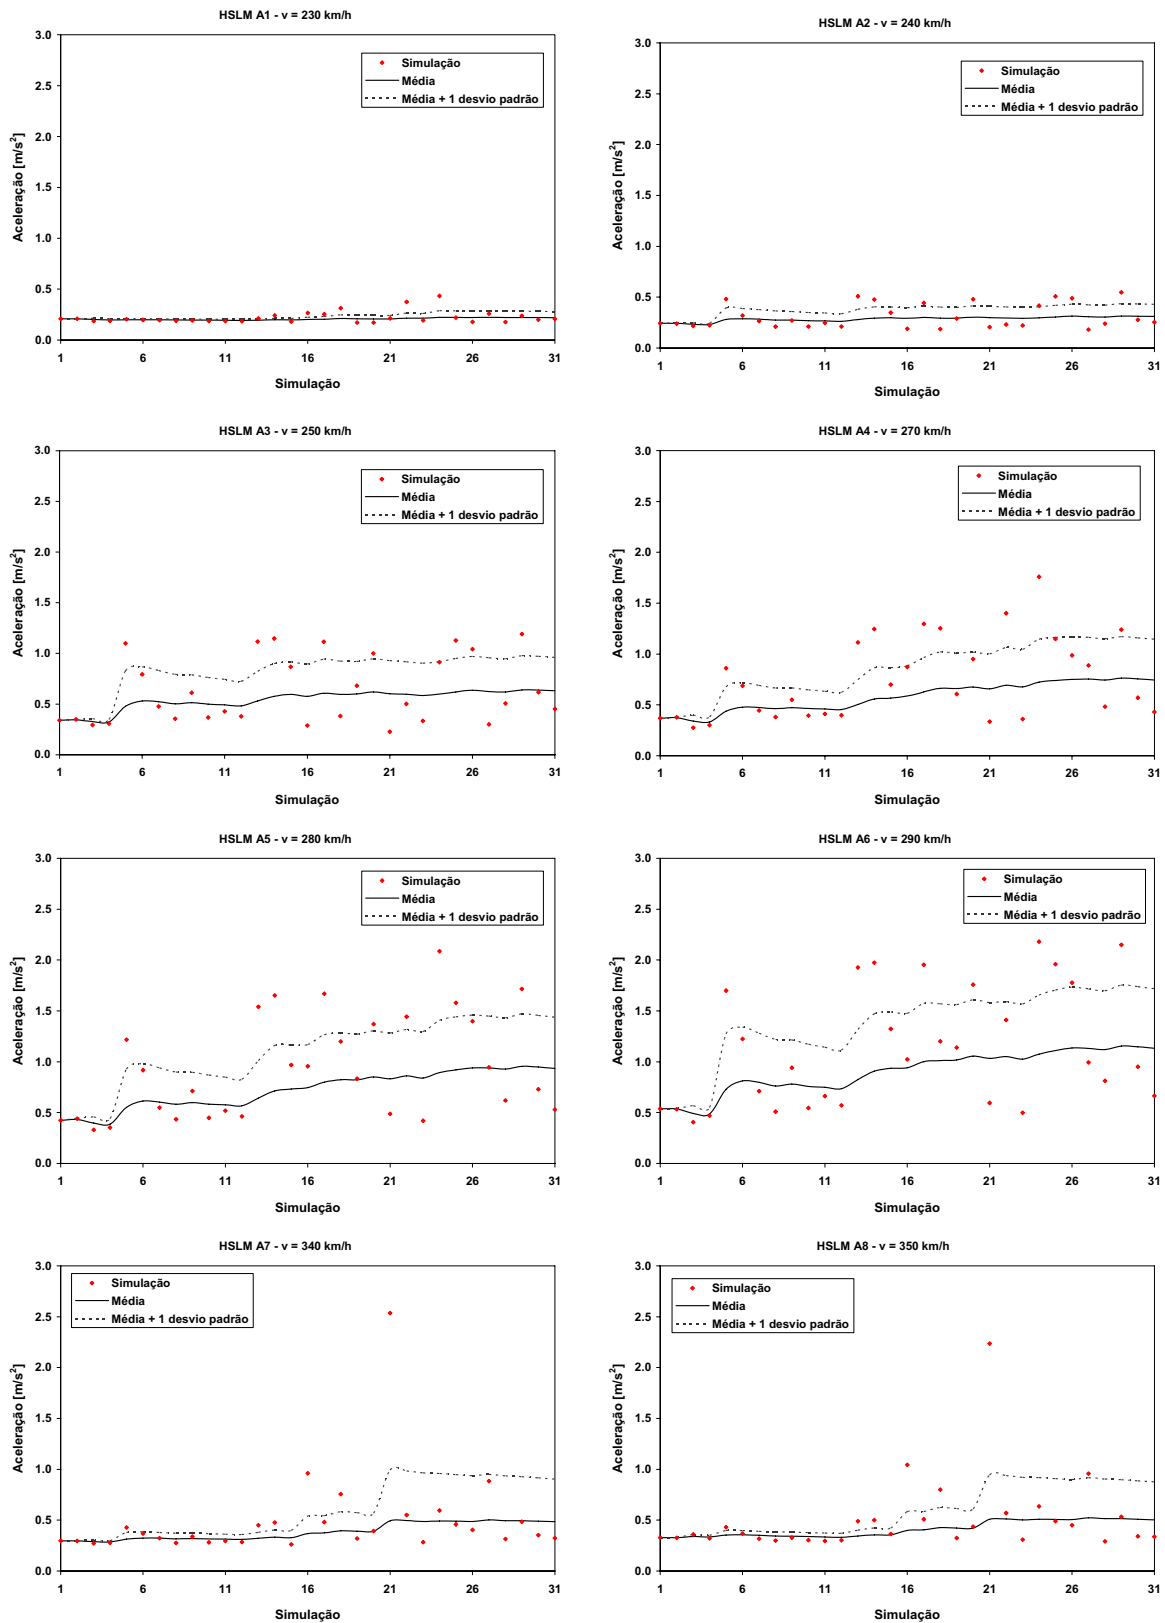 HSLM A1 - v = 230 km/h
3.0
2.5
2.0
1.5
1.0
0.5
0.0
Aceleração [m/s²]
Simulação
Média
Média + 1 desvio padrão
1 6 11 16 21 26 31
Simulação
HSLM A2 - v = 240 km/h
3.0
2.5
2.0
1.5
1.0
0.5
0.0
Aceleração [m/s²]
Simulação
Média
Média + 1 desvio padrão
1 6 11 16 21 26 31
Simulação
HSLM A3 - v = 250 km/h
3.0
2.5
2.0
1.5
1.0
0.5
0.0
Aceleração [m/s²]
Simulação
Média
Média + 1 desvio padrão
1 6 11 16 21 26 31
Simulação
HSLM A4 - v = 270 km/h
3.0
2.5
2.0
1.5
1.0
0.5
0.0
Aceleração [m/s²]
Simulação
Média
Média + 1 desvio padrão
1 6 11 16 21 26 31
Simulação
HSLM A5 - v = 280 km/h
3.0
2.5
2.0
1.5
1.0
0.5
0.0
Aceleração [m/s²]
Simulação
Média
Média + 1 desvio padrão
1 6 11 16 21 26 31
Simulação
HSLM A6 - v = 290 km/h
3.0
2.5
2.0
1.5
1.0
0.5
0.0
Aceleração [m/s²]
Simulação
Média
Média + 1 desvio padrão
1 6 11 16 21 26 31
Simulação
HSLM A7 - v = 340 km/h
3.0
2.5
2.0
1.5
1.0
0.5
0.0
Aceleração [m/s²]
Simulação
Média
Média + 1 desvio padrão
1 6 11 16 21 26 31
Simulação
HSLM A8 - v = 350 km/h
3.0
2.5
2.0
1.5
1.0
0.5
0.0
Aceleração [m/s²]
Simulação
Média
Média + 1 desvio padrão
1 6 11 16 21 26 31
Simulação